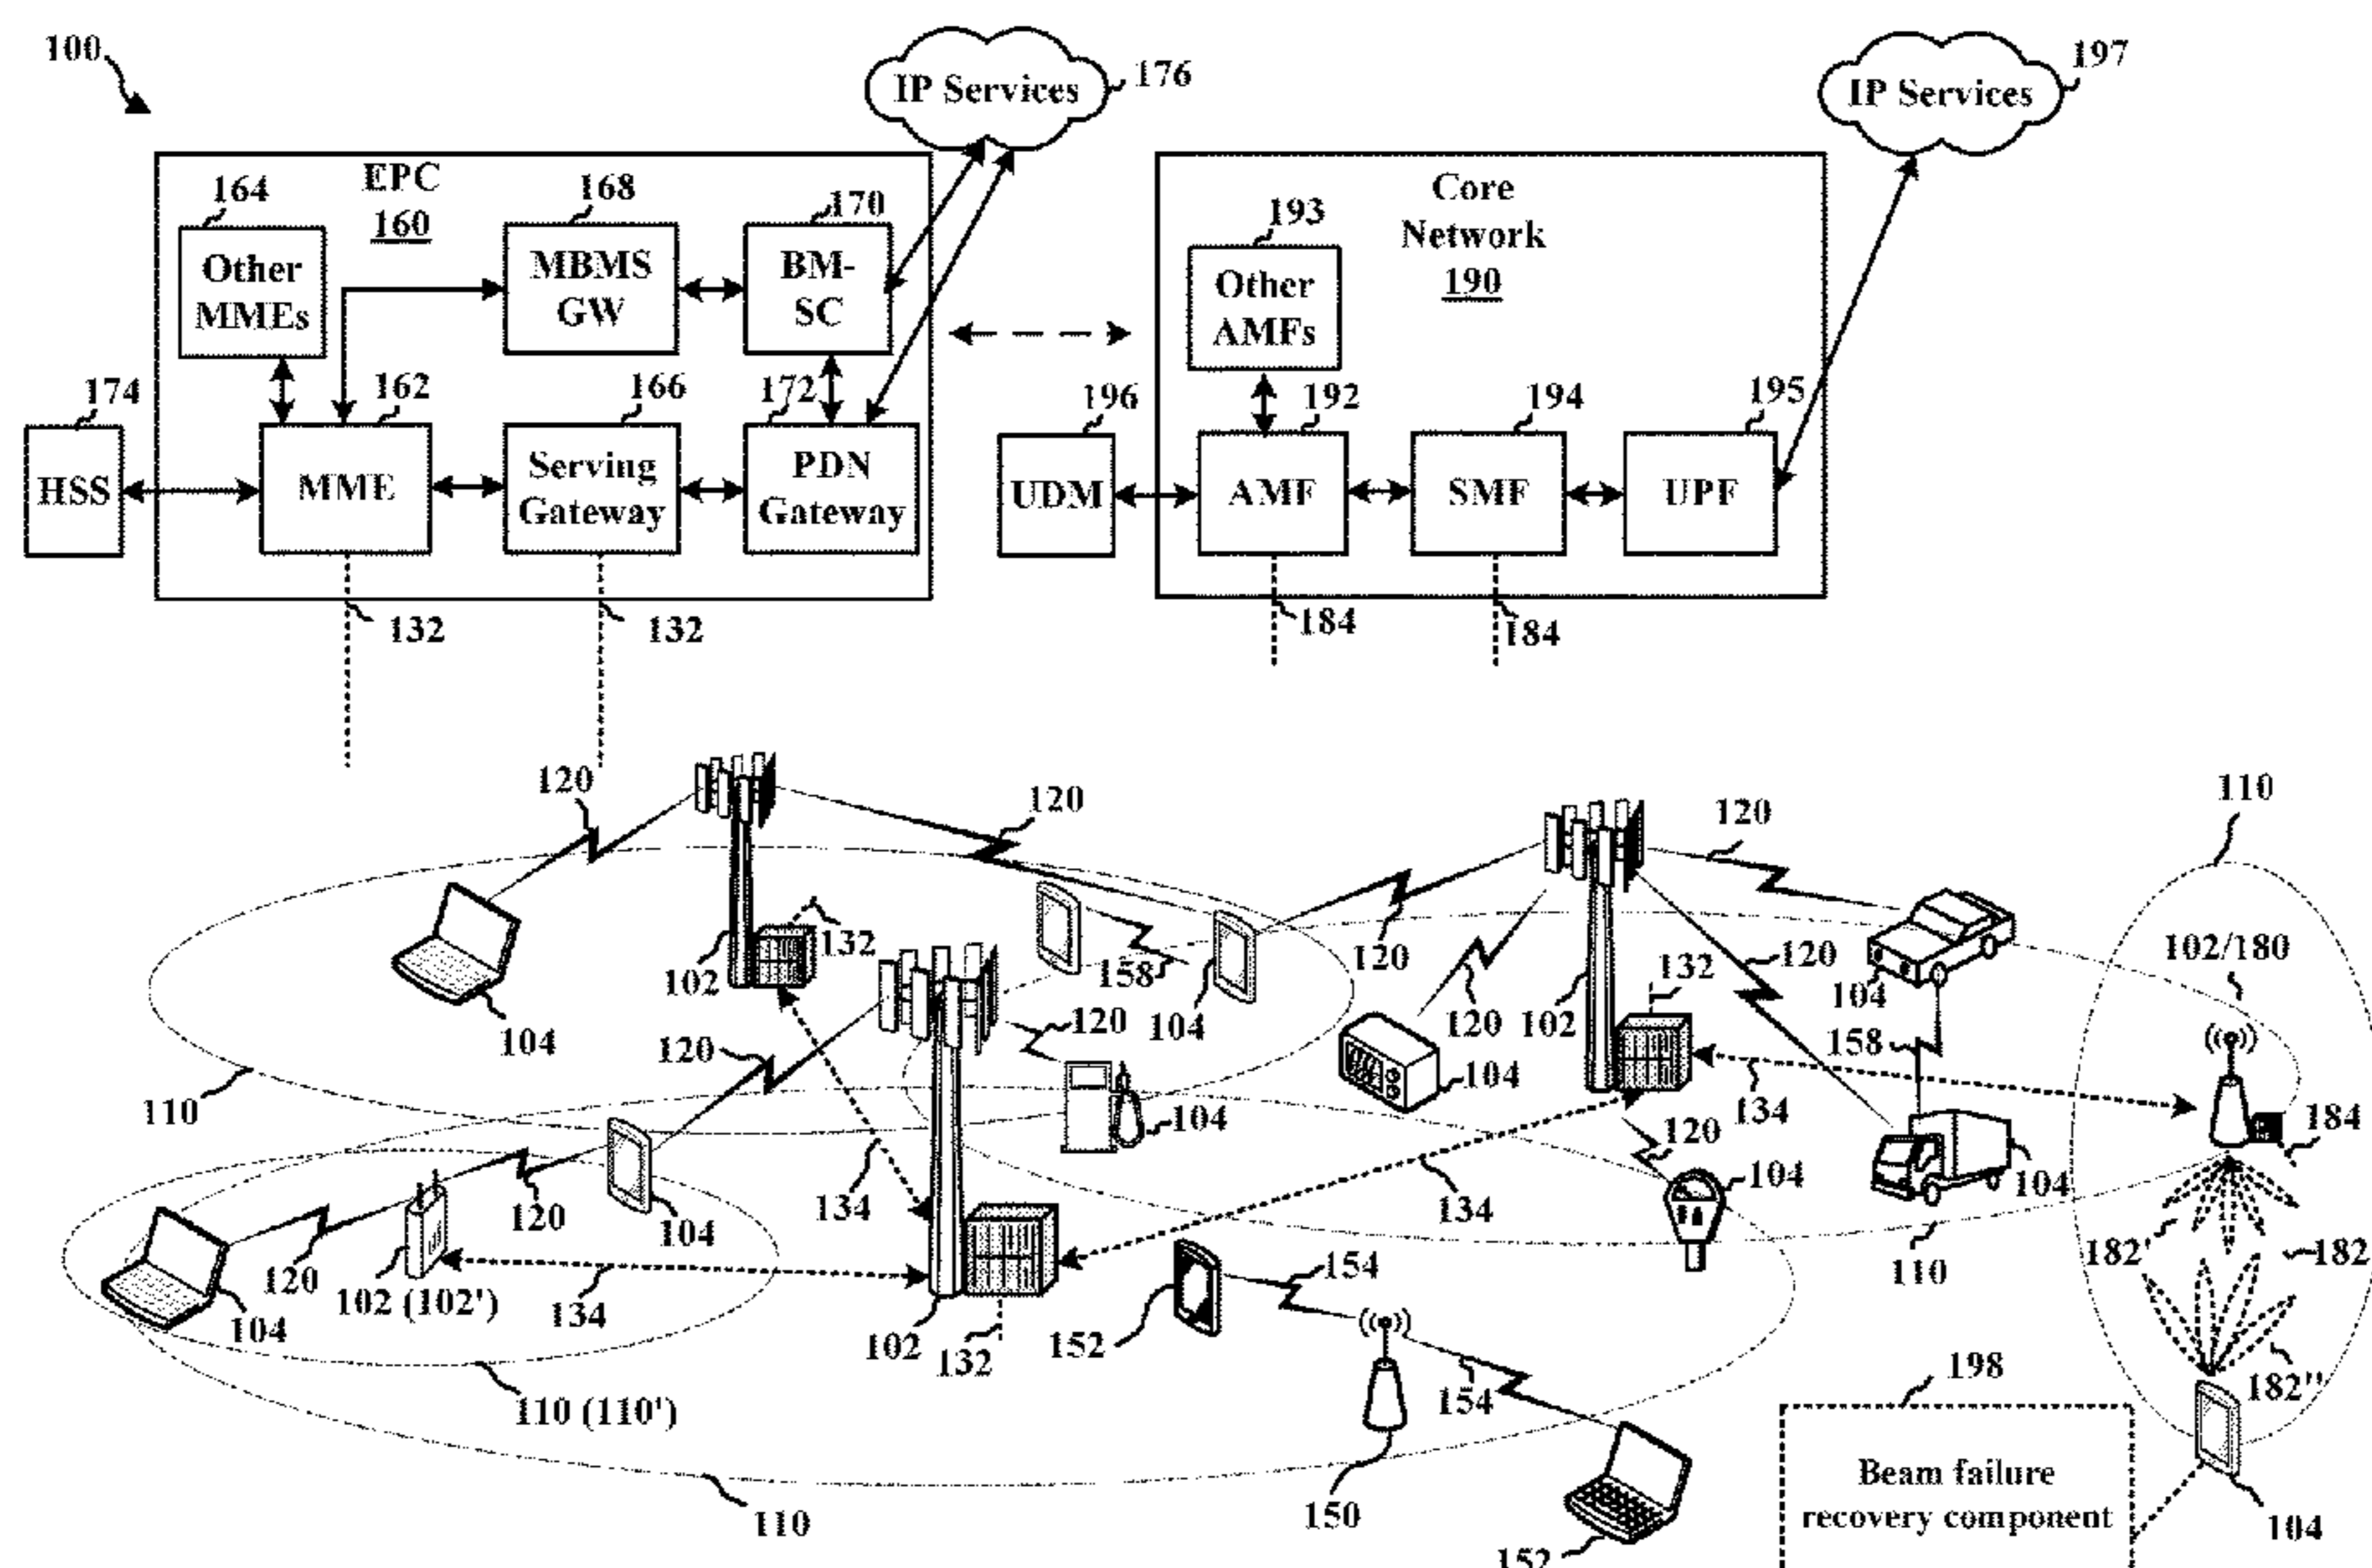 100
IP Services
176
IP Services
197
EPC
160
164
168
170
Other
MMEs
MBMS
GW
BM-
SC
Core
Network
190
193
Other
AMFs
174
162
166
172
196
192
194
195
HSS
MME
Serving
Gateway
PDN
Gateway
UDM
AMF
SMF
UPF
132
132
184
184
120
120
120
110
132
102
158
104
120
120
102
132
120
104
102/180
104
120
120
104
104
158
134
184
110
104
120
104
134
134
120
104
104
120
102 (102')
134
104
110
182'
182
154
102
132
152
110 (110')
154
198
182''
110
150
152
Beam failure
recovery component
104